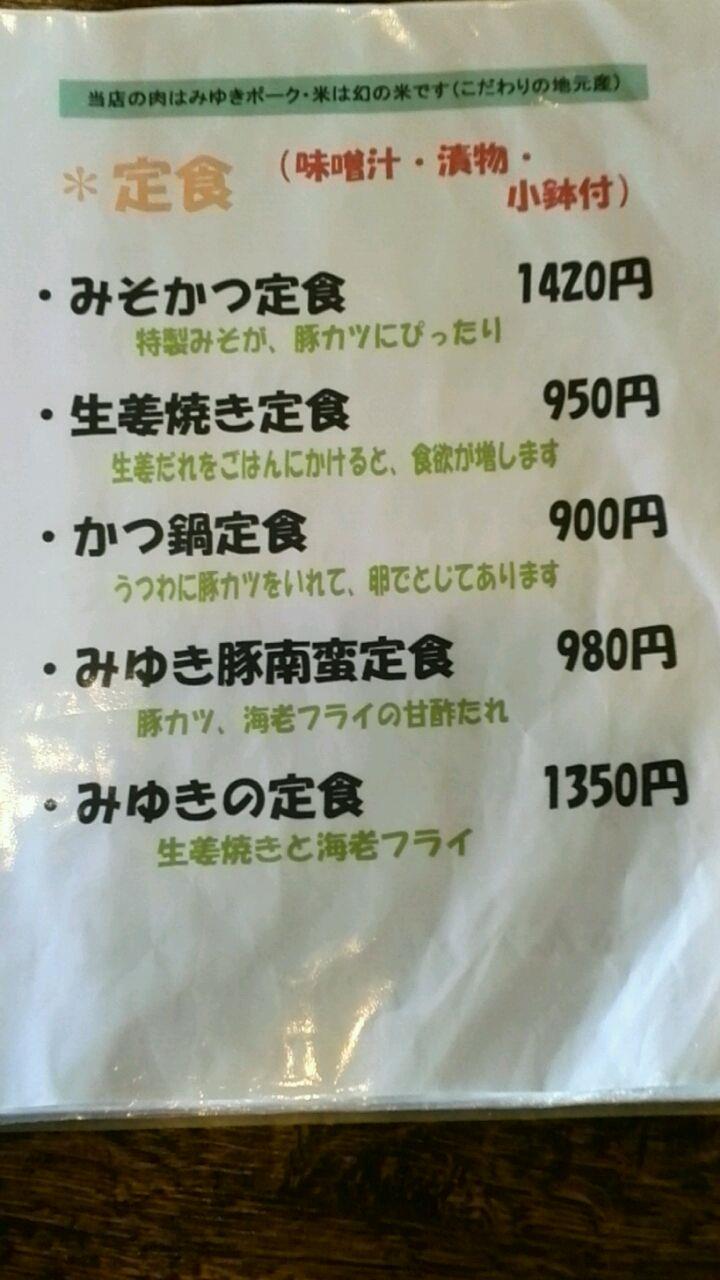 当店の肉はみゆきポーク・米は幻の米です(こだわりの地元産)
＊定食 (味噌汁・漬物・
小鉢付)
・みそかつ定食 1420円
特製みそが、豚カツにぴったり
・生姜焼き定食 950円
生姜だれをごはんにかけると、食欲が増します
・かつ鍋定食 900円
うつわに豚カツをいれて、卵でとじてあります
・みゆき豚南蛮定食 980円
豚カツ、海老フライの甘酢たれ
・みゆきの定食 1350円
生姜焼きと海老フライ